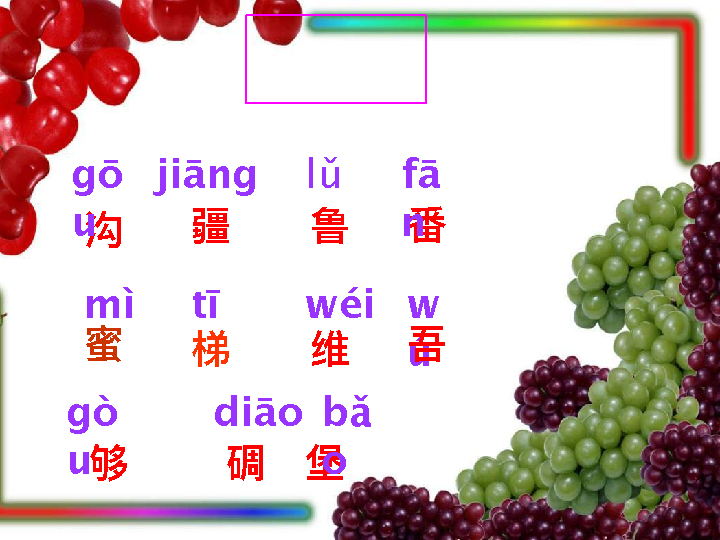 gōu jiāng lǔ fān
沟 疆 鲁 番
mì tī wéi wu
蜜 梯 维 吾
gòu diāo bǎo
够 碉 堡